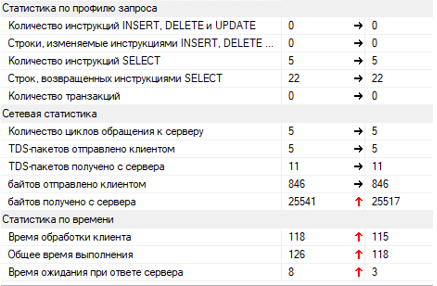 Статистика по профилю запроса
Количество инструкций INSERT, DELETE и UPDATE 0 → 0
Строки, изменяемые инструкциями INSERT, DELETE ... 0 → 0
Количество инструкций SELECT 5 → 5
Строк, возвращенных инструкциями SELECT 22 → 22
Количество транзакций 0 → 0
Сетевая статистика
Количество циклов обращения к серверу 5 → 5
TDS-пакетов отправлено клиентом 5 → 5
TDS-пакетов получено с сервера 11 → 11
байтов отправлено клиентом 846 → 846
байтов получено с сервера 25541 ↑ 25517
Статистика по времени
Время обработки клиента 118 ↑ 115
Общее время выполнения 126 ↑ 118
Время ожидания при ответе сервера 8 ↑ 3